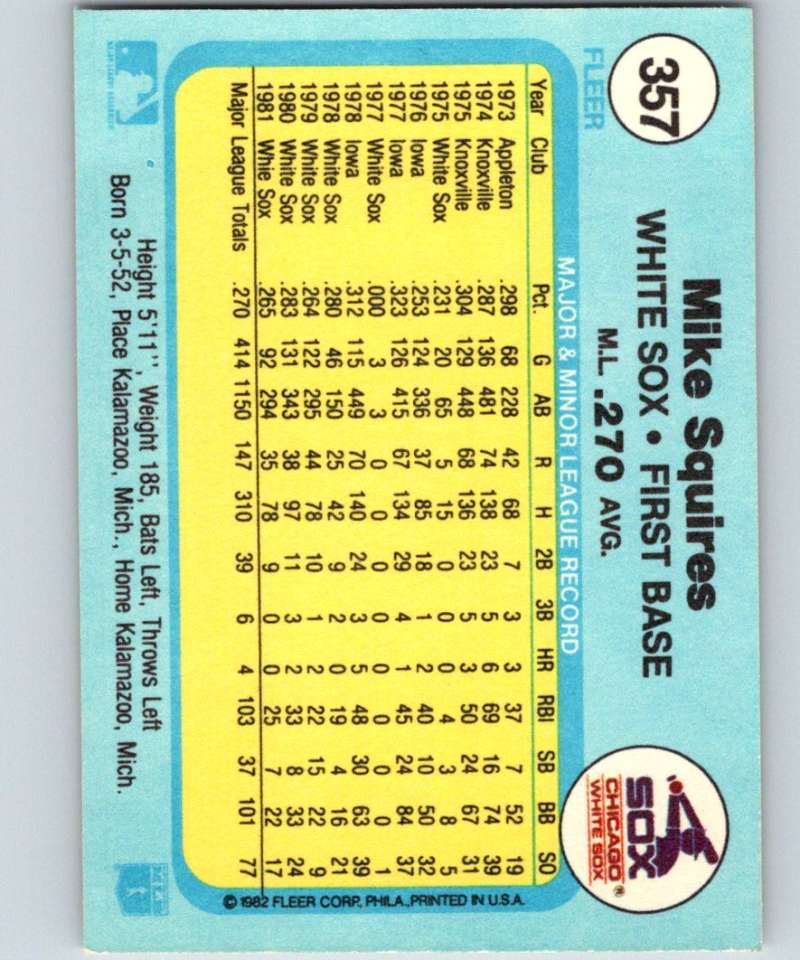 357
FLEER
Mike Squires
WHITE SOX • FIRST BASE
M.L. .270 AVG.
SOX
CHICAGO
WHITE SOX
MAJOR & MINOR LEAGUE RECORD
Year Club Pct. G AB R H 2B 3B HR RBI SB BB SO
1973 Appleton .298 68 228 42 68 7 3 3 37 7 52 19
1974 Knoxville .287 136 481 74 138 23 5 6 69 16 74 39
1975 Knoxville .304 129 448 68 136 23 5 3 50 24 67 31
1975 White Sox .231 20 65 5 15 0 0 0 4 3 8 5
1976 Iowa .253 124 336 37 85 18 1 2 40 10 50 32
1977 Iowa .323 126 415 67 134 29 4 1 45 24 84 37
1977 White Sox .000 3 3 0 0 0 0 0 0 0 0 1
1978 Iowa .312 115 449 70 140 24 3 5 48 30 63 39
1978 White Sox .280 46 150 25 42 9 2 0 19 4 16 21
1979 White Sox .264 122 295 44 78 10 1 2 22 15 22 9
1980 White Sox .283 131 343 38 97 11 3 2 33 8 33 24
1981 Whie Sox .265 92 294 35 78 9 0 0 25 7 22 17
Major League Totals .270 414 1150 147 310 39 6 4 103 37 101 77
© 1982 FLEER CORP., PHILA., PRINTED IN U.S.A.
Height 5'11", Weight 185, Bats Left, Throws Left
Born 3-5-52, Place Kalamazoo, Mich., Home Kalamazoo, Mich.